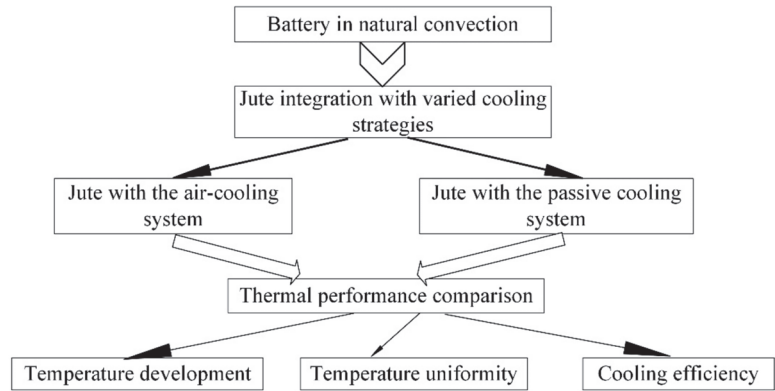 Battery in natural convection
Jute integration with varied cooling
strategies
Jute with the air-cooling
system
Jute with the passive cooling
system
Thermal performance comparison
Temperature development
Temperature uniformity
Cooling efficiency